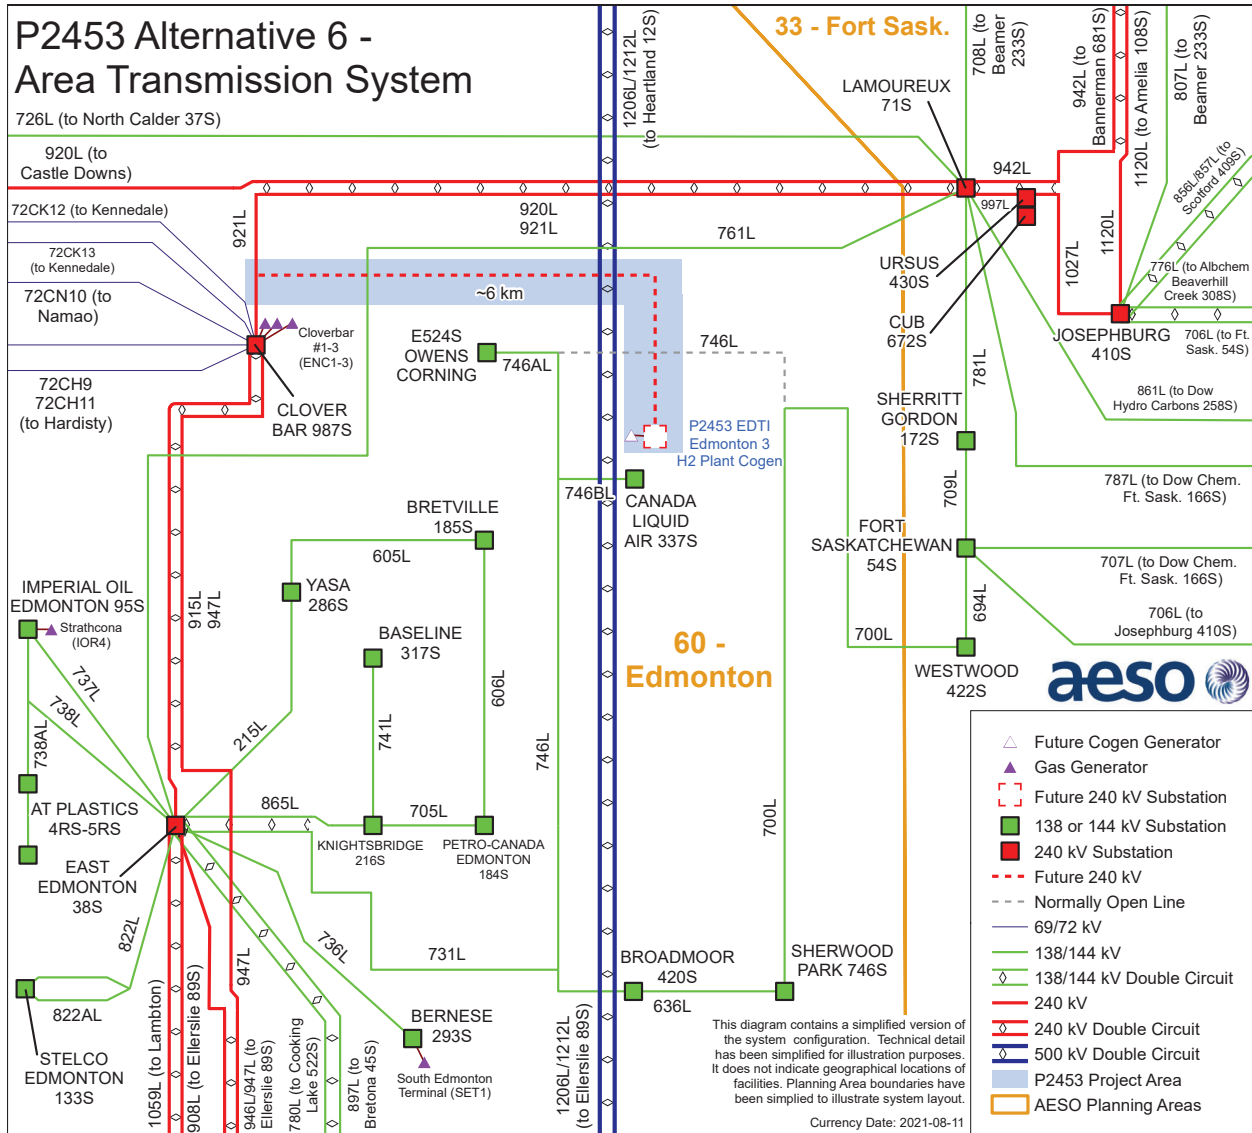 P2453 Alternative 6 -
Area Transmission System
726L (to North Calder 37S)
920L (to
Castle Downs)
72CK12 (to Kennedale)
72CK13
(to Kennedale)
72CN10 (to
Namao)
72CH9
72CH11
(to Hardisty)
921L
920L
921L
761L
~6 km
Cloverbar
#1-3
(ENC1-3)
CLOVER
BAR 987S
E524S
OWENS
CORNING
746AL
746L
1206L/1212L
(to Heartland 12S)
33 - Fort Sask.
708L (to
Beamer
233S)
LAMOUREUX
71S
942L
942L (to
Bannerman 681S)
1120L (to Amelia 108S)
807L (to
Beamer 233S)
856L/857L (to
Scotford 409S)
997L
URSUS
430S
CUB
672S
1027L
1120L
776L (to Albchem
Beaverhill
Creek 308S)
JOSEPHBURG
410S
706L (to Ft.
Sask. 54S)
781L
861L (to Dow
Hydro Carbons 258S)
SHERRITT
GORDON
172S
787L (to Dow Chem.
Ft. Sask. 166S)
709L
P2453 EDTI
Edmonton 3
H2 Plant Cogen
746BL
CANADA
LIQUID
AIR 337S
FORT
SASKATCHEWAN
54S
707L (to Dow Chem.
Ft. Sask. 166S)
694L
706L (to
Josephburg 410S)
700L
WESTWOOD
422S
BRETVILLE
185S
605L
YASA
286S
IMPERIAL OIL
EDMONTON 95S
Strathcona
(IOR4)
915L
947L
BASELINE
317S
606L
60 -
Edmonton
737L
738L
738AL
215L
741L
746L
700L
AT PLASTICS
4RS-5RS
865L
705L
KNIGHTSBRIDGE
216S
PETRO-CANADA
EDMONTON
184S
EAST
EDMONTON
38S
822L
947L
736L
731L
BROADMOOR
420S
636L
SHERWOOD
PARK 746S
822AL
STELCO
EDMONTON
133S
1059L (to Lambton)
908L (to Ellerslie 89S)
946L/947L (to
Ellerslie 89S)
780L (to Cooking
Lake 522S)
897L (to
Bretona 45S)
BERNESE
293S
South Edmonton
Terminal (SET1)
1206L/1212L
(to Ellerslie 89S)
This diagram contains a simplified version of
the system configuration. Technical detail
has been simplified for illustration purposes.
It does not indicate geographical locations of
facilities. Planning Area boundaries have
been simplied to illustrate system layout.
Currency Date: 2021-08-11
aeso
Future Cogen Generator
Gas Generator
Future 240 kV Substation
138 or 144 kV Substation
240 kV Substation
Future 240 kV
Normally Open Line
69/72 kV
138/144 kV
138/144 kV Double Circuit
240 kV
240 kV Double Circuit
500 kV Double Circuit
P2453 Project Area
AESO Planning Areas